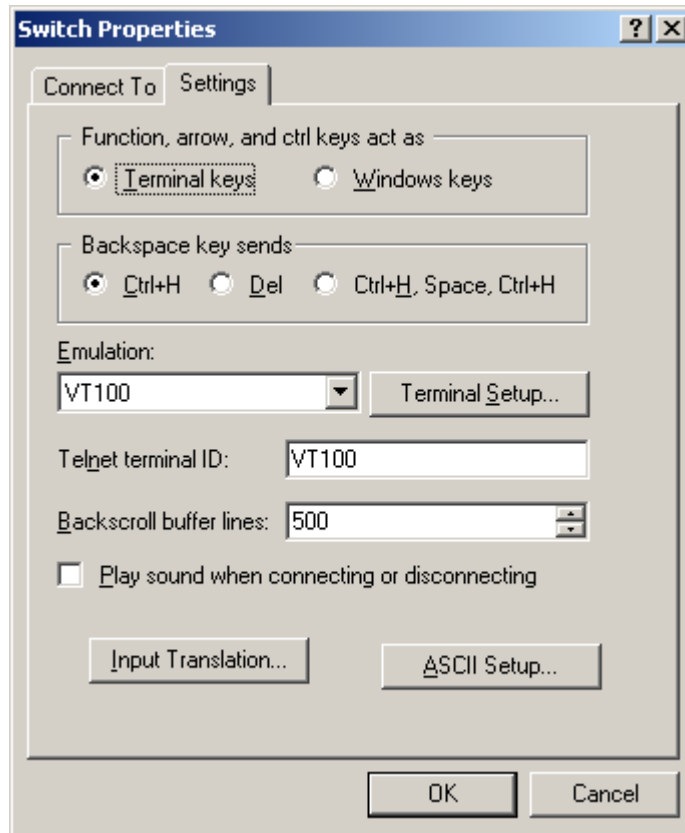 Switch Properties
Connect To Settings
Function, arrow, and ctrl keys act as
Terminal keys Windows keys
Backspace key sends
Ctrl+H Del Ctrl+H, Space, Ctrl+H
Emulation:
VT100 Terminal Setup...
Telnet terminal ID: VT100
Backscroll buffer lines: 500
Play sound when connecting or disconnecting
Input Translation... ASCII Setup...
OK Cancel